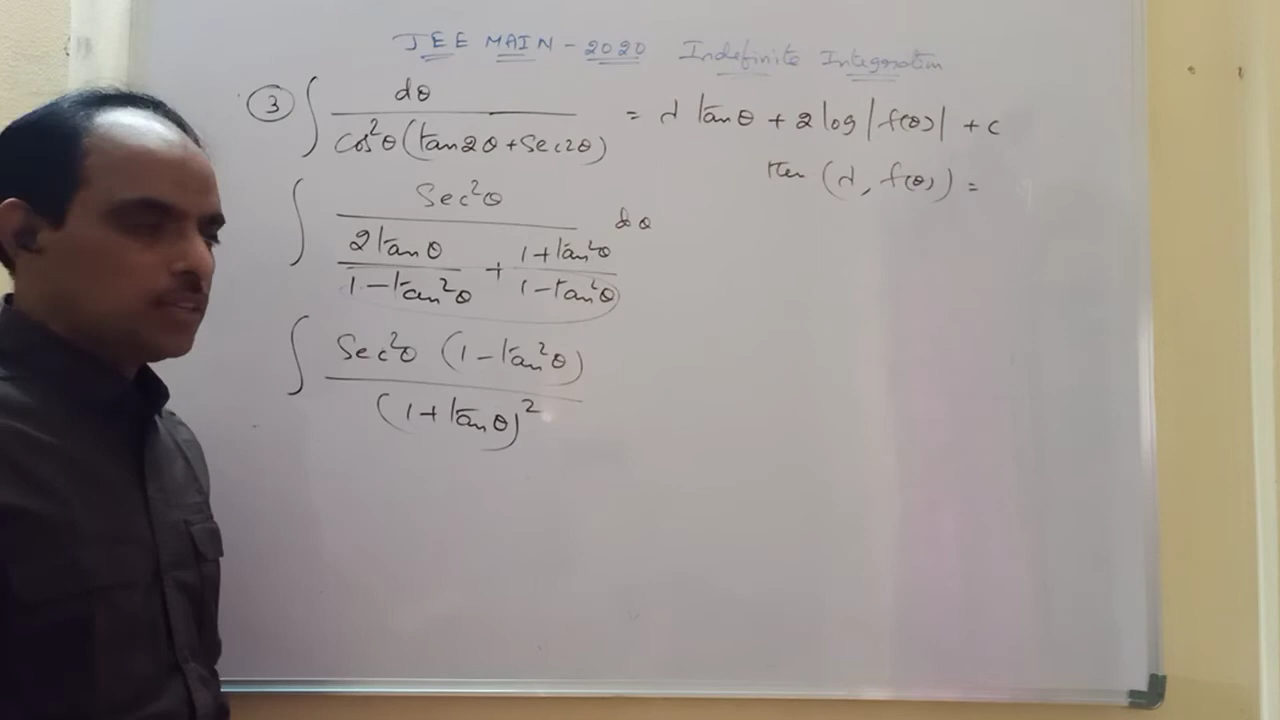 JEE MAIN - 2020 Indefinite Integration
③ ∫ dθ / cos²θ (tan2θ + Sec2θ) = λ tanθ + 2 log |f(θ)| + c
then (λ, f(θ)) =
∫ Sec²θ / (2tanθ / 1-tan²θ + 1+tan²θ / 1-tan²θ) dθ
∫ Sec²θ (1-tan²θ) / (1+tanθ)²